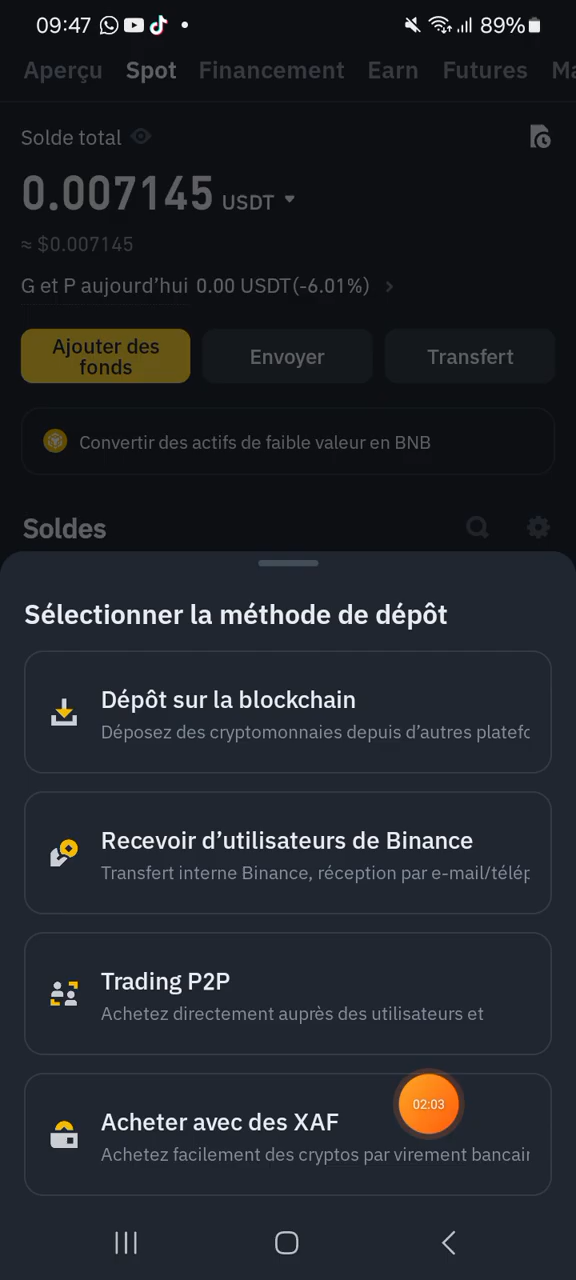 09:47
89%
Aperçu Spot Financement Earn Futures Ma
Solde total
0.007145 USDT
≈ $0.007145
G et P aujourd’hui 0.00 USDT(-6.01%)
Ajouter des
fonds
Envoyer
Transfert
Convertir des actifs de faible valeur en BNB
Soldes
Sélectionner la méthode de dépôt
Dépôt sur la blockchain
Déposez des cryptomonnaies depuis d’autres platefo
Recevoir d’utilisateurs de Binance
Transfert interne Binance, réception par e-mail/télép
Trading P2P
Achetez directement auprès des utilisateurs et
Acheter avec des XAF
Achetez facilement des cryptos par virement bancair
02:03